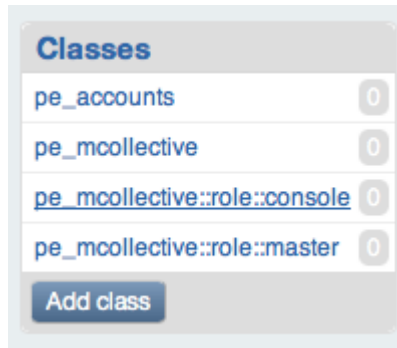 Classes
pe_accounts 0
pe_mcollective 0
pe_mcollective::role::console 0
pe_mcollective::role::master 0
Add class